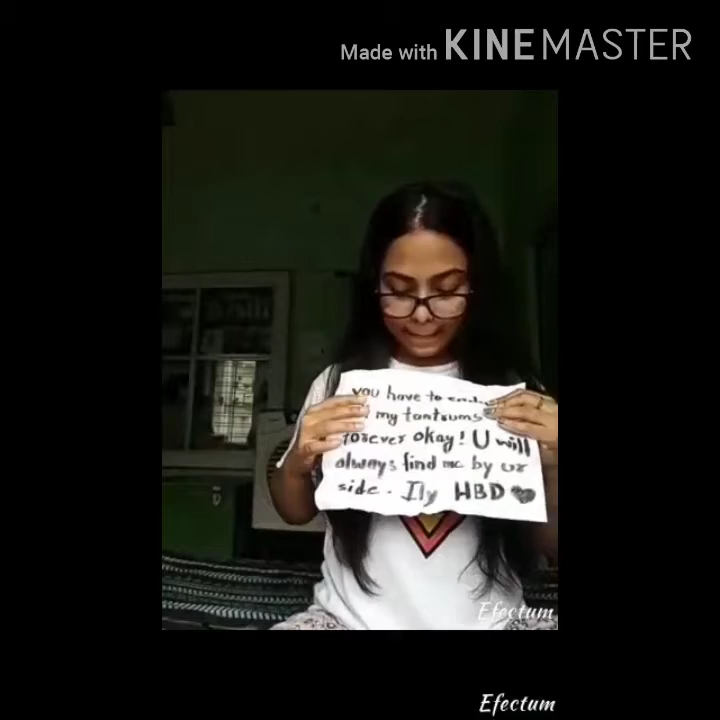 Made with KINEMASTER
you have to
my tantrums
forever okay! U will
always find me by ur
side. Ily HBD
Efectum
Efectum